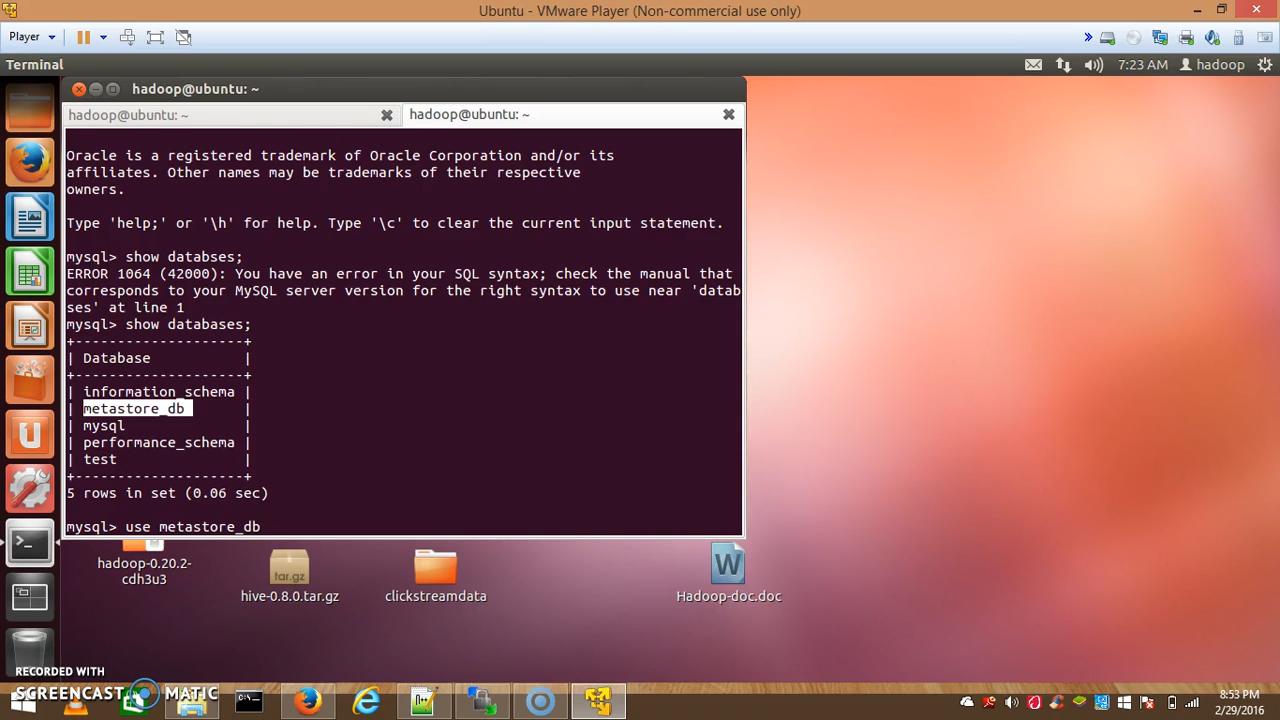 Ubuntu - VMware Player (Non-commercial use only)
Player
Terminal
7:23 AM
hadoop
hadoop@ubuntu: ~
hadoop@ubuntu: ~
hadoop@ubuntu: ~
Oracle is a registered trademark of Oracle Corporation and/or its
affiliates. Other names may be trademarks of their respective
owners.
Type 'help;' or '\h' for help. Type '\c' to clear the current input statement.
mysql> show databses;
ERROR 1064 (42000): You have an error in your SQL syntax; check the manual that
corresponds to your MySQL server version for the right syntax to use near 'datab
ses' at line 1
mysql> show databases;
+--------------------+
| Database           |
+--------------------+
| information_schema |
| metastore_db       |
| mysql              |
| performance_schema |
| test               |
+--------------------+
5 rows in set (0.06 sec)
mysql> use metastore_db
hadoop-0.20.2-
cdh3u3
tar.gz
hive-0.8.0.tar.gz
clickstreamdata
W
Hadoop-doc.doc
RECORDED WITH
SCREENCAST MATIC
8:53 PM
2/29/2016